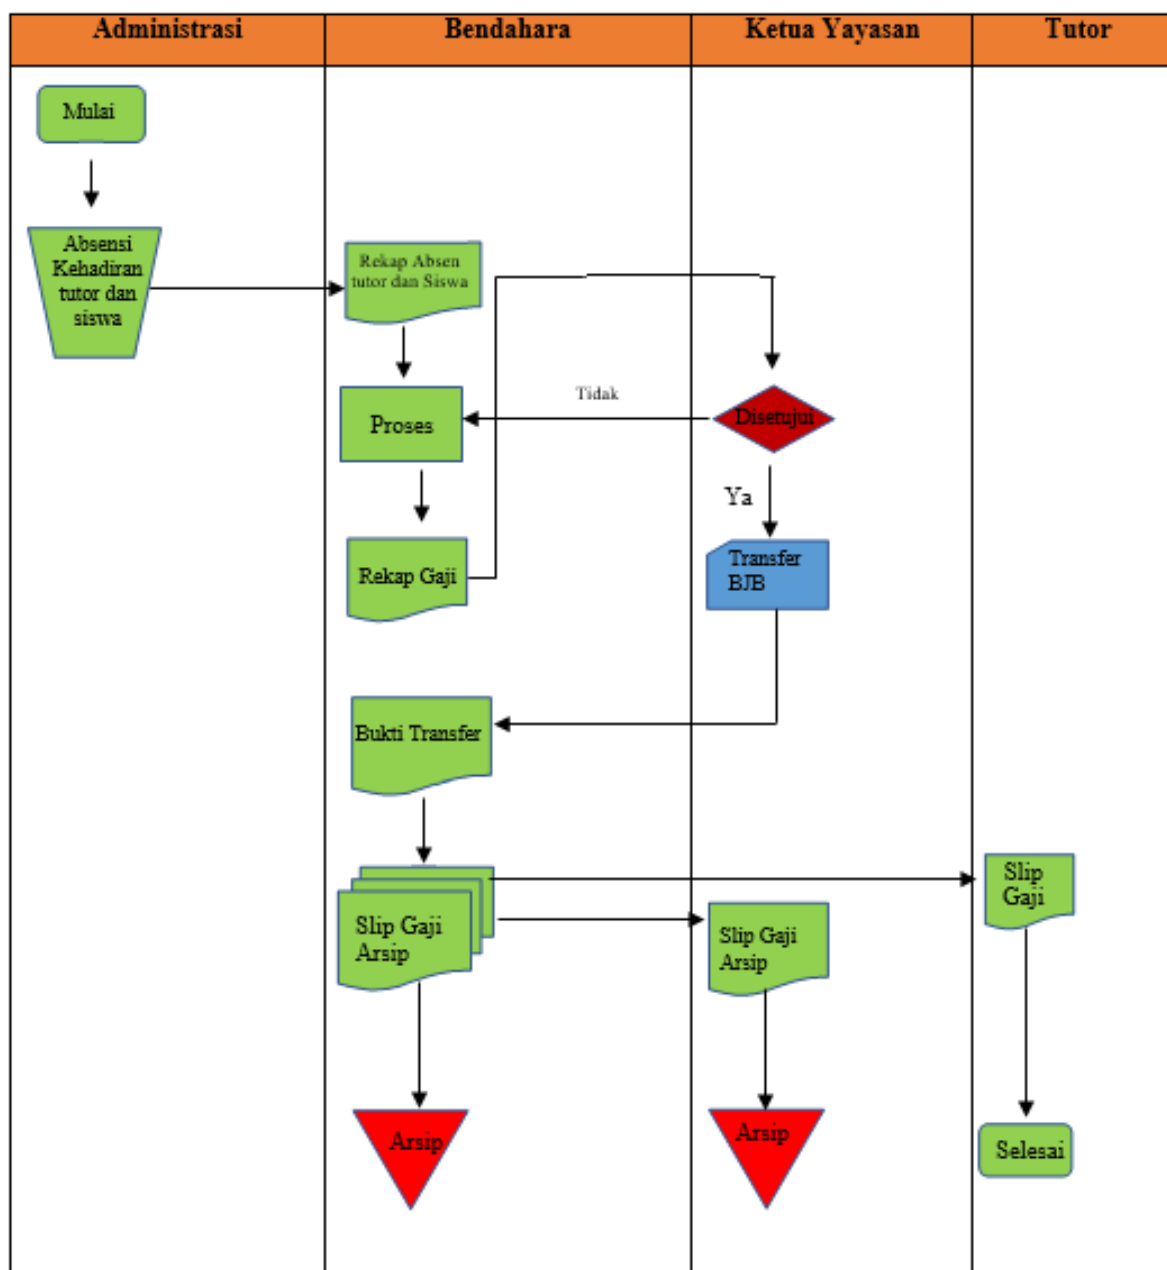 Administrasi
Bendahara
Ketua Yayasan
Tutor
Mulai
Absensi
Kehadiran
tutor dan
siswa
Rekap Absen
tutor dan Siswa
Proses
Tidak
Disetujui
Ya
Rekap Gaji
Transfer
BJB
Bukti Transfer
Slip Gaji
Arsip
Slip Gaji
Arsip
Slip
Gaji
Arsip
Arsip
Selesai